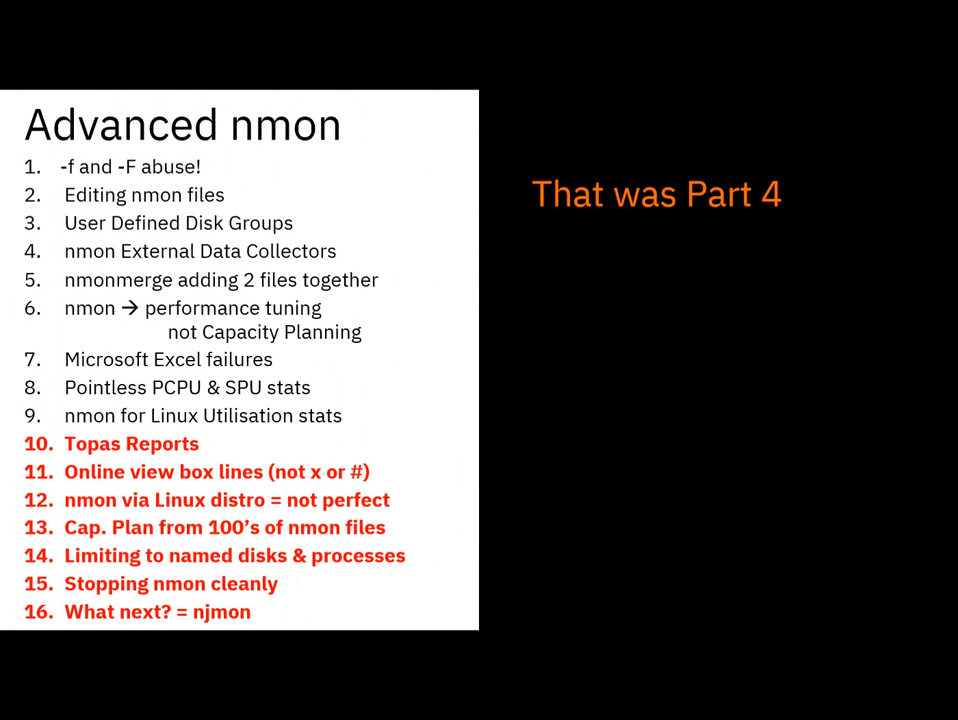 Advanced nmon
1. -f and -F abuse!
2. Editing nmon files
3. User Defined Disk Groups
4. nmon External Data Collectors
5. nmonmerge adding 2 files together
6. nmon → performance tuning
not Capacity Planning
7. Microsoft Excel failures
8. Pointless PCPU & SPU stats
9. nmon for Linux Utilisation stats
10. Topas Reports
11. Online view box lines (not x or #)
12. nmon via Linux distro = not perfect
13. Cap. Plan from 100’s of nmon files
14. Limiting to named disks & processes
15. Stopping nmon cleanly
16. What next? = njmon
That was Part 4